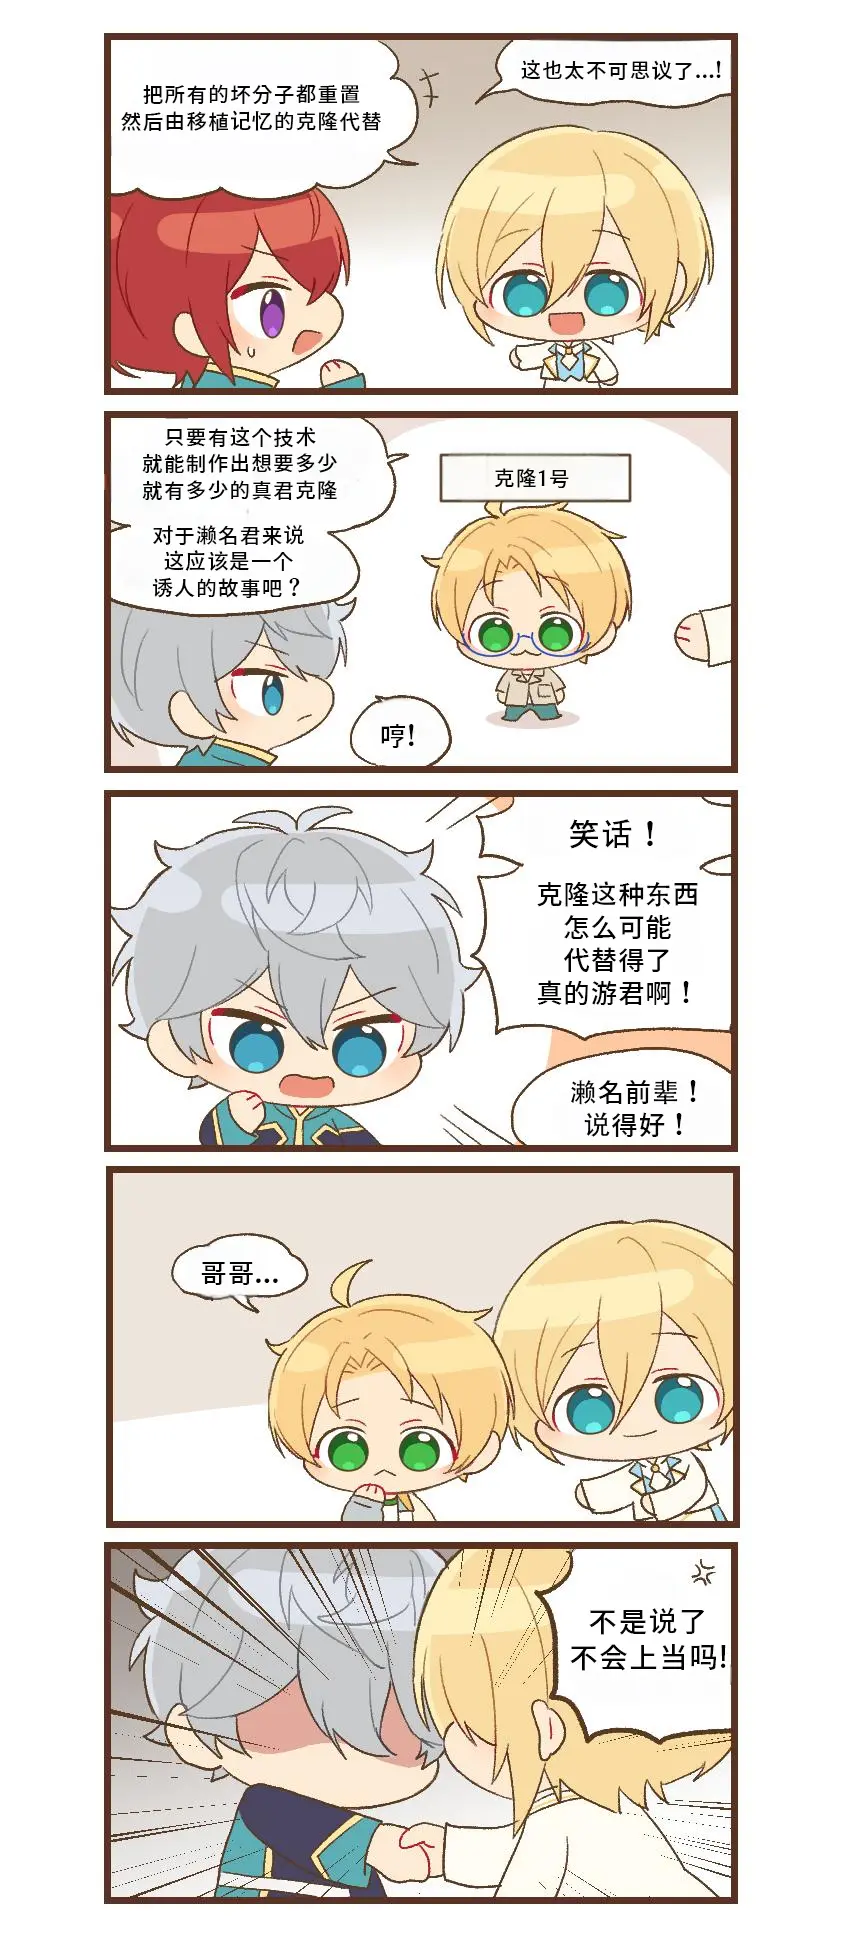 把所有的坏分子都重置
然后由移植记忆的克隆代替
这也太不可思议了...!
只要有这个技术
就能制作出想要多少
就有多少的真君克隆
对于濑名君来说
这应该是一个
诱人的故事吧？
克隆1号
哼!
笑话！
克隆这种东西
怎么可能
代替得了
真的游君啊！
濑名前辈！
说得好！
哥哥...
不是说了
不会上当吗!